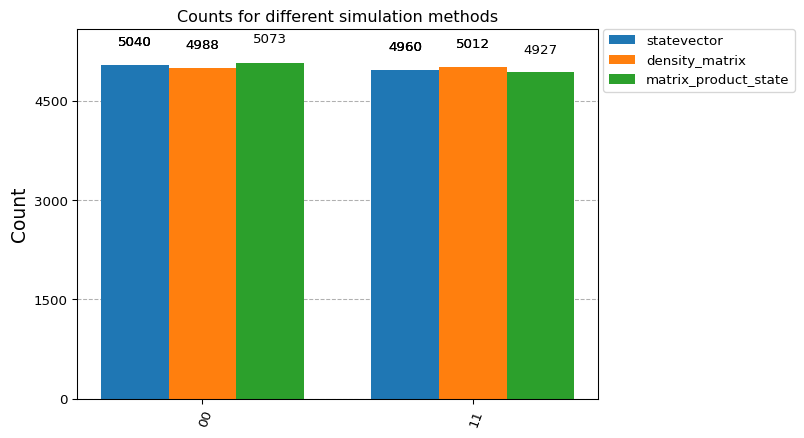 Counts for different simulation methods
5040
4988
5073
4960
5012
4927
statevector
density_matrix
matrix_product_state
4500
3000
1500
0
Count
00
11